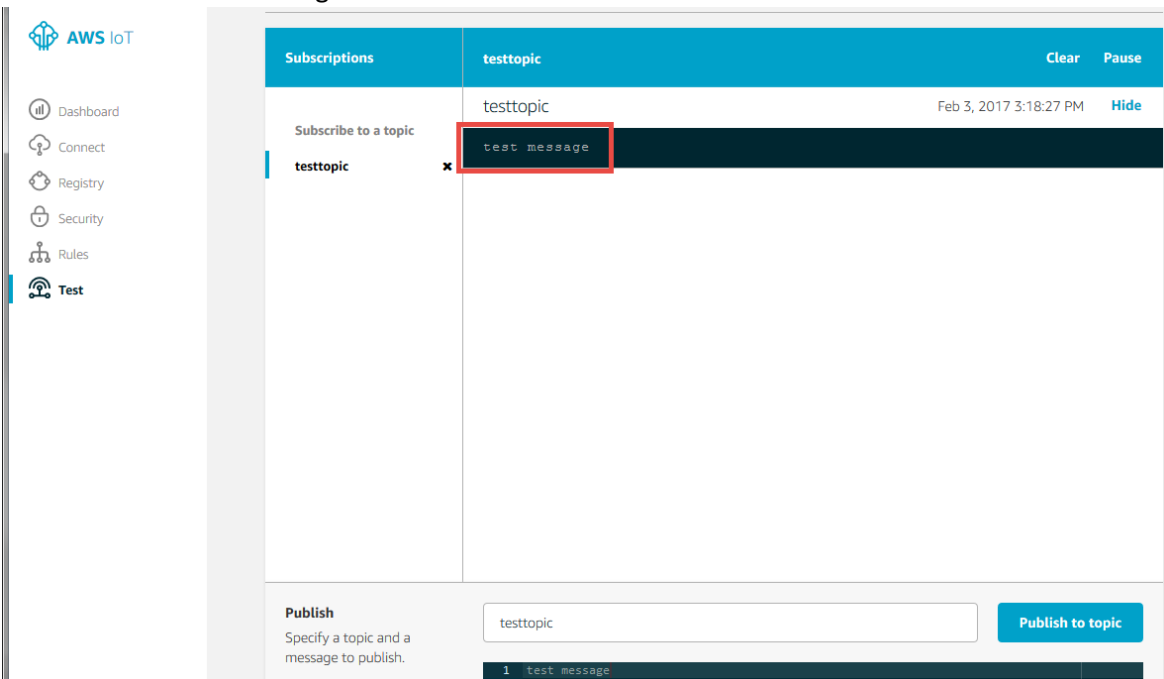 AWS IoT
Dashboard
Connect
Registry
Security
Rules
Test
Subscriptions
Subscribe to a topic
testtopic
testtopic Clear Pause
testtopic Feb 3, 2017 3:18:27 PM Hide
test message
Publish
Specify a topic and a
message to publish.
testtopic Publish to topic
1 test message